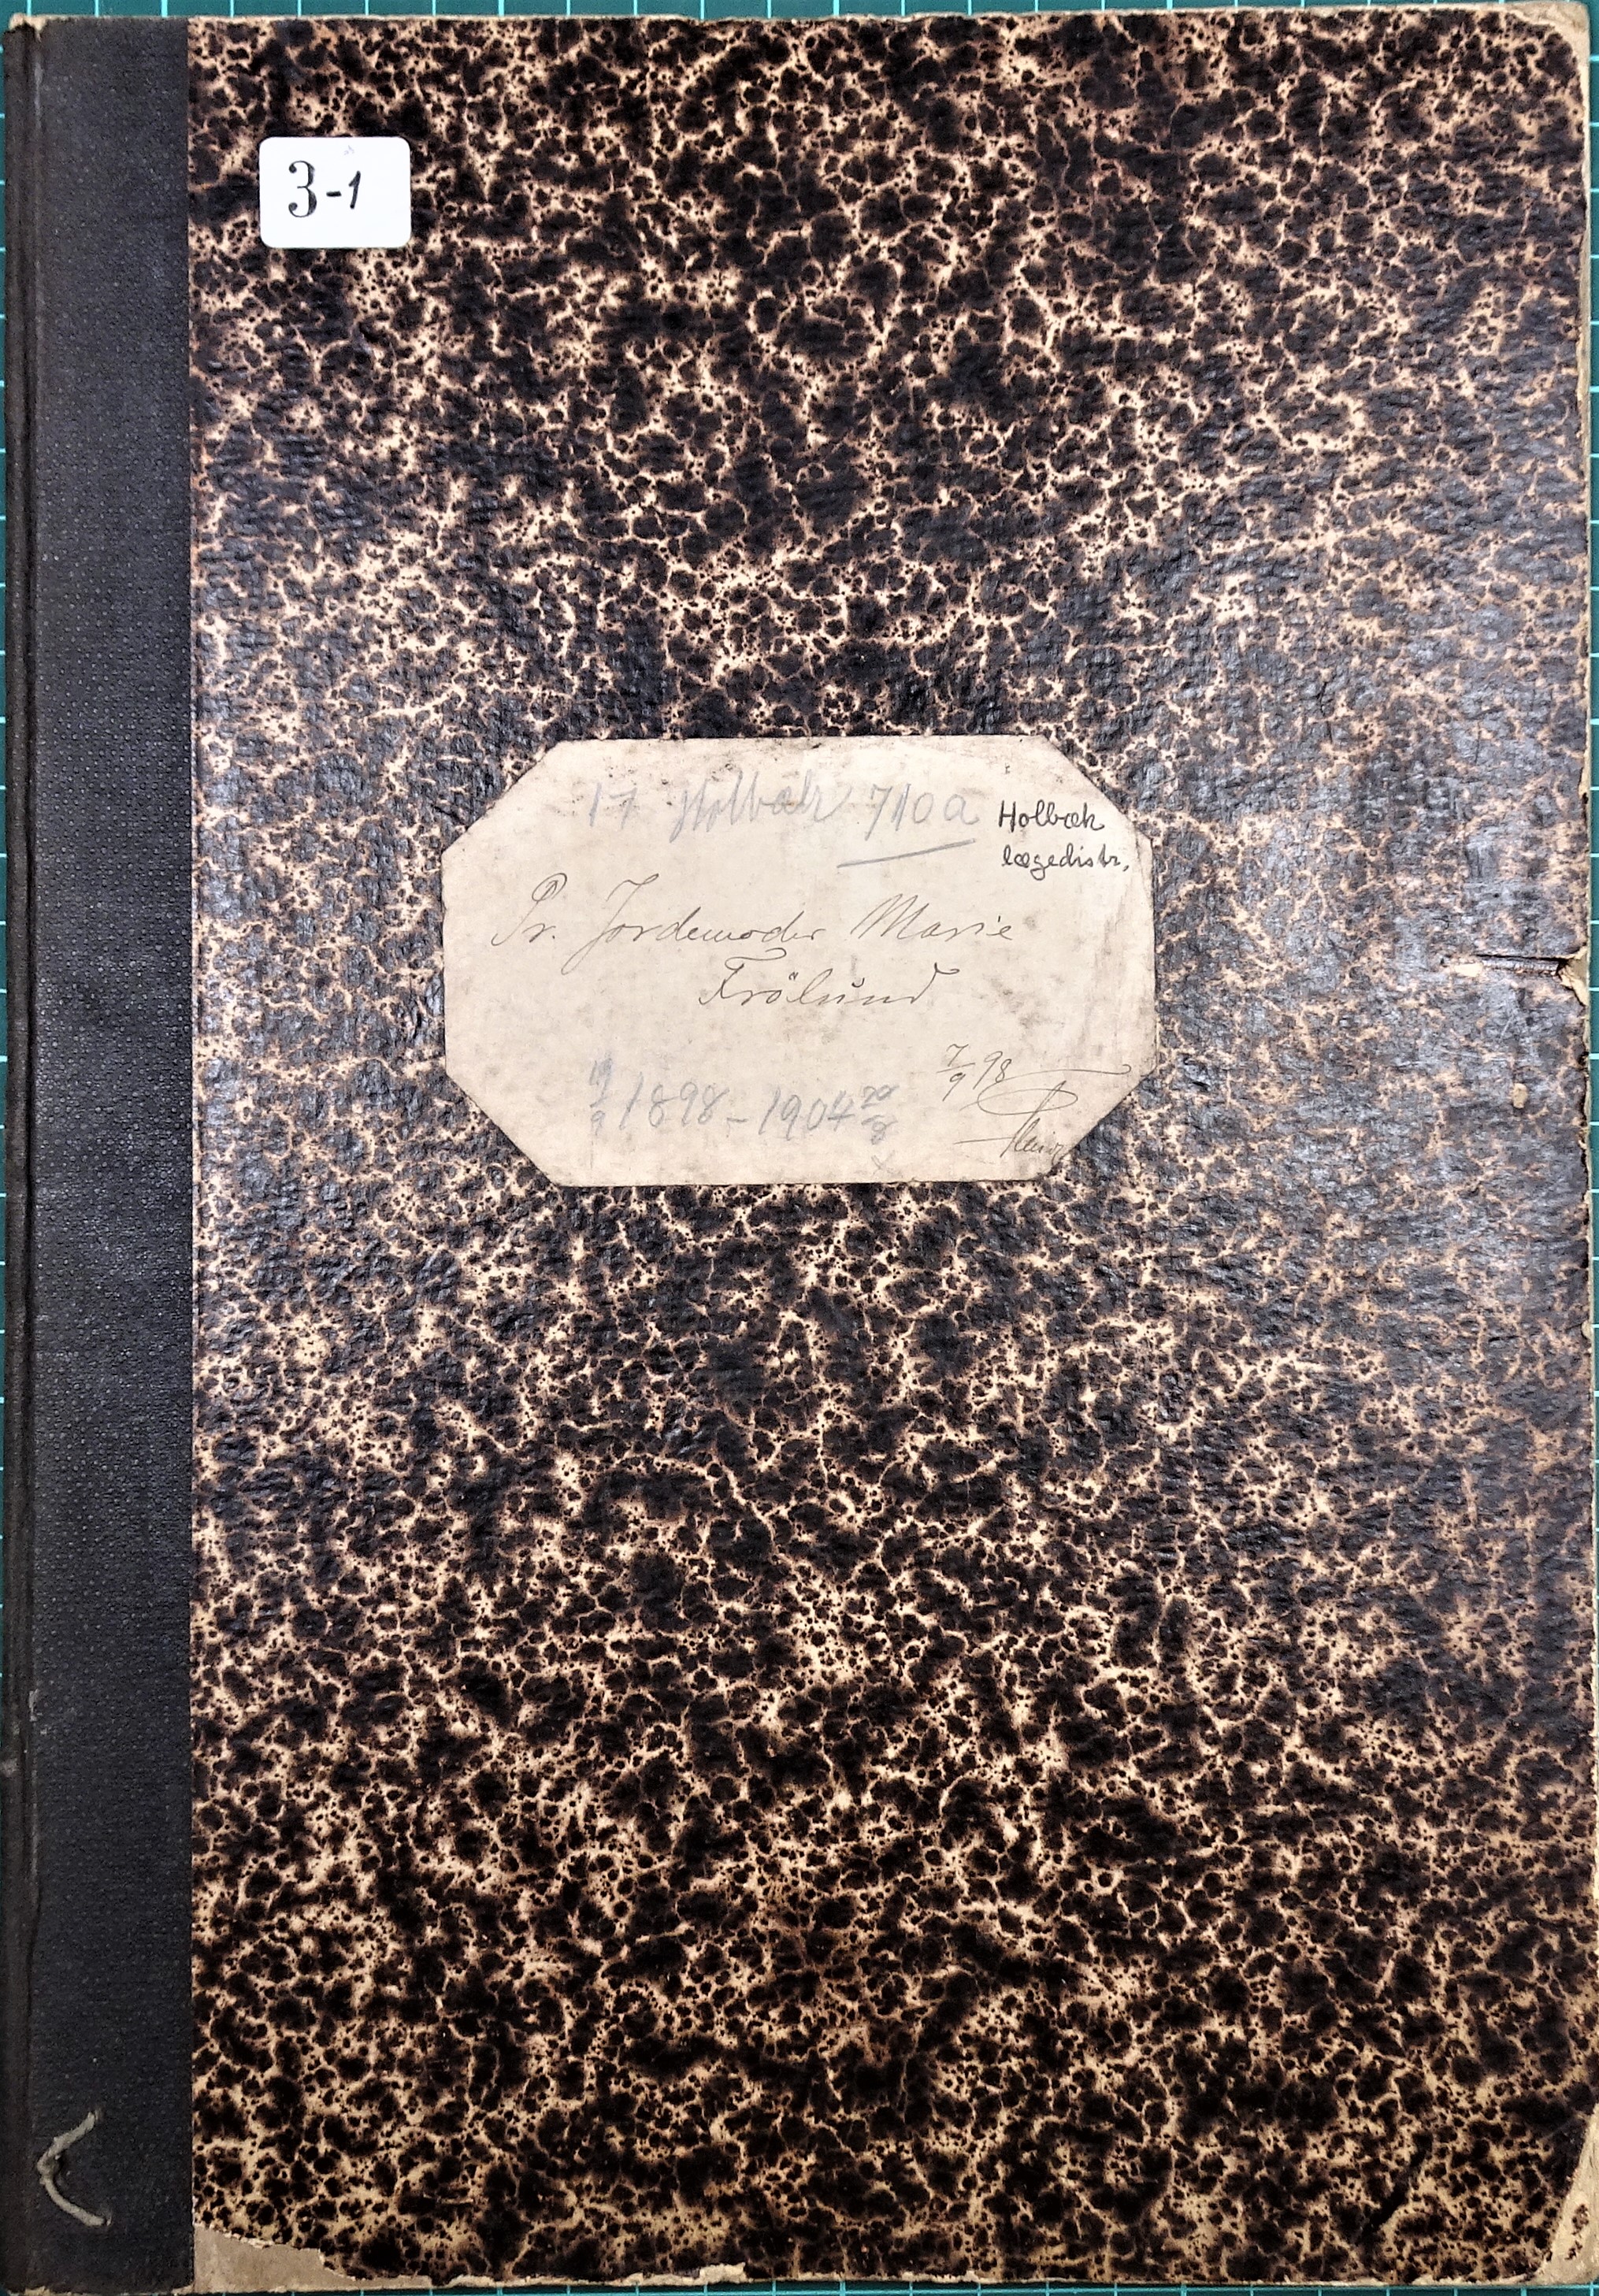 3-1
17 Holbæk 710a
Holbæk
lægedistr.
Pr. Jordemoder Marie
Frölund
7/9 98
19/9 1898-1904 20/8